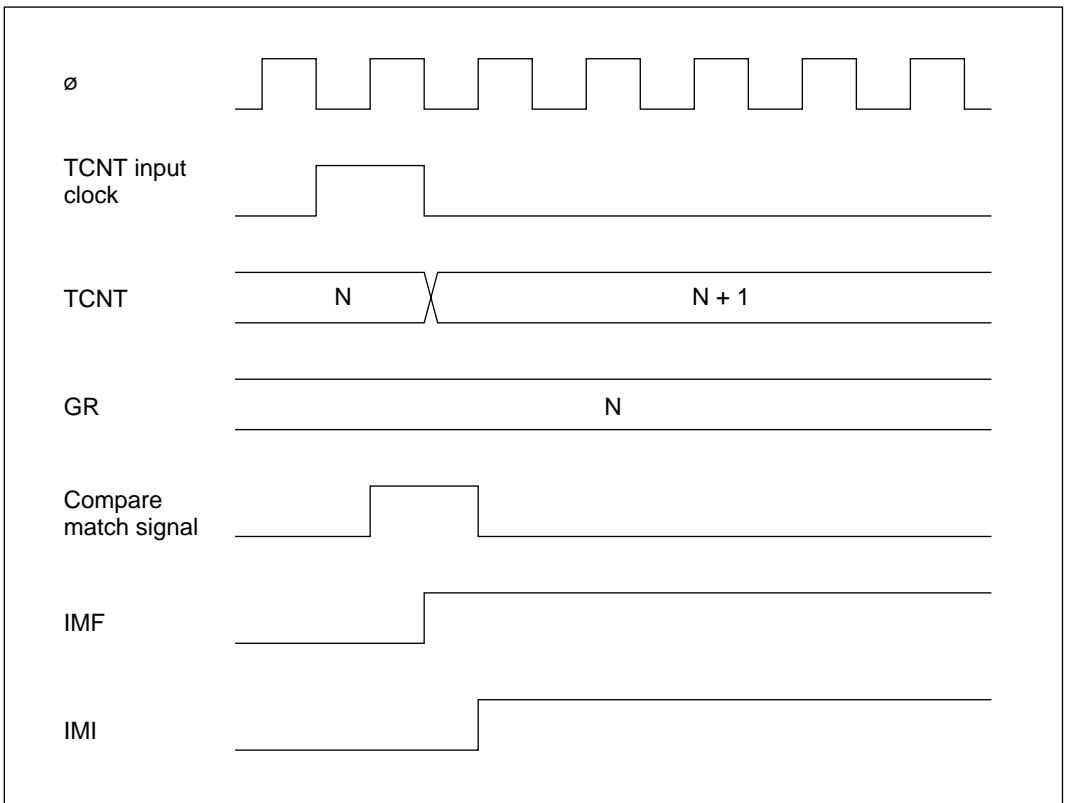 ø
TCNT input
clock
TCNT
N
N + 1
GR
N
Compare
match signal
IMF
IMI